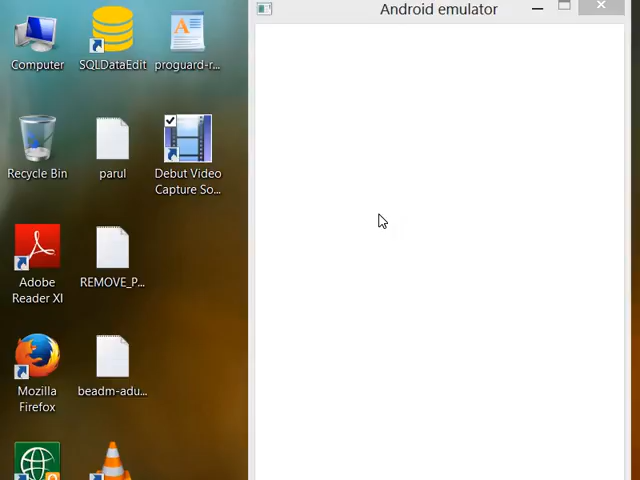 Android emulator
Computer
SQLDataEdit
proguard-r...
Recycle Bin
parul
Debut Video
Capture So...
Adobe
Reader XI
REMOVE_P...
Mozilla
Firefox
beadm-adu...